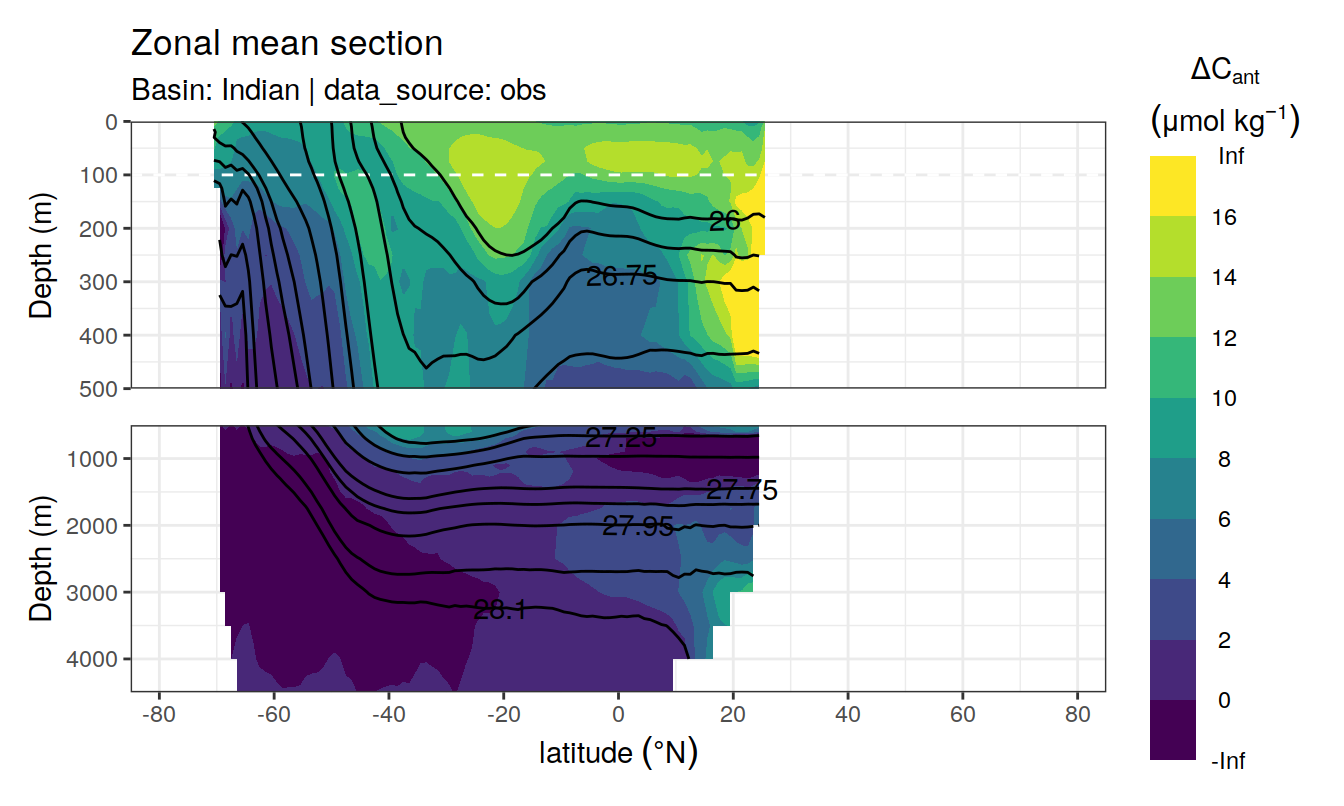 Zonal mean section
Basin: Indian | data_source: obs
ΔCant
(μmol kg⁻¹)
Inf
16
14
12
10
8
6
4
2
0
-Inf
Depth (m)
0
100
200
300
400
500
26
26.75
Depth (m)
1000
2000
3000
4000
27.25
27.75
27.95
28.1
-80 -60 -40 -20 0 20 40 60 80
latitude (°N)